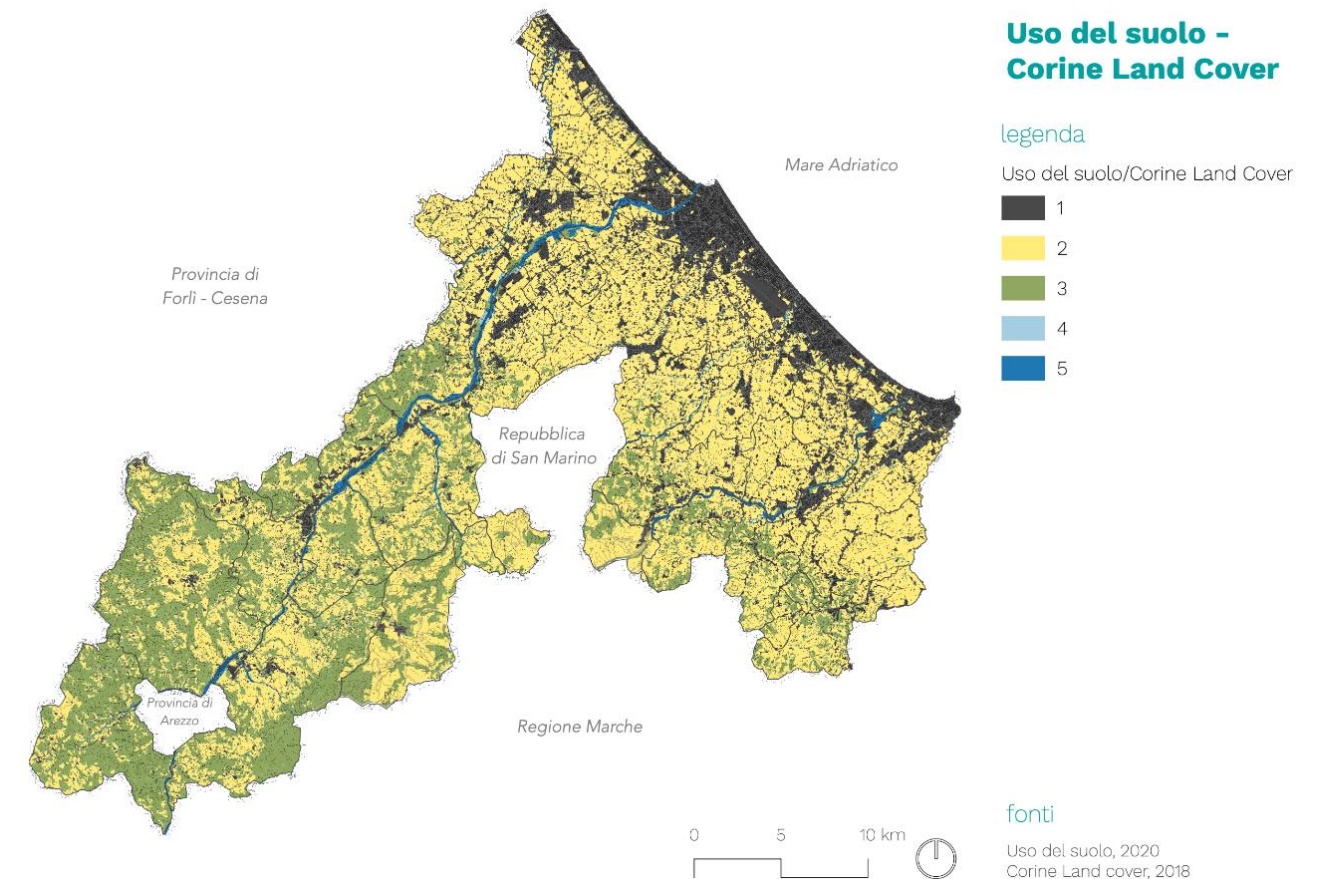 Uso del suolo -
Corine Land Cover
legenda
Uso del suolo/Corine Land Cover
1
2
3
4
5
Mare Adriatico
Provincia di
Forlì - Cesena
Repubblica
di San Marino
Provincia di
Arezzo
Regione Marche
0 5 10 km
fonti
Uso del suolo, 2020
Corine Land cover, 2018